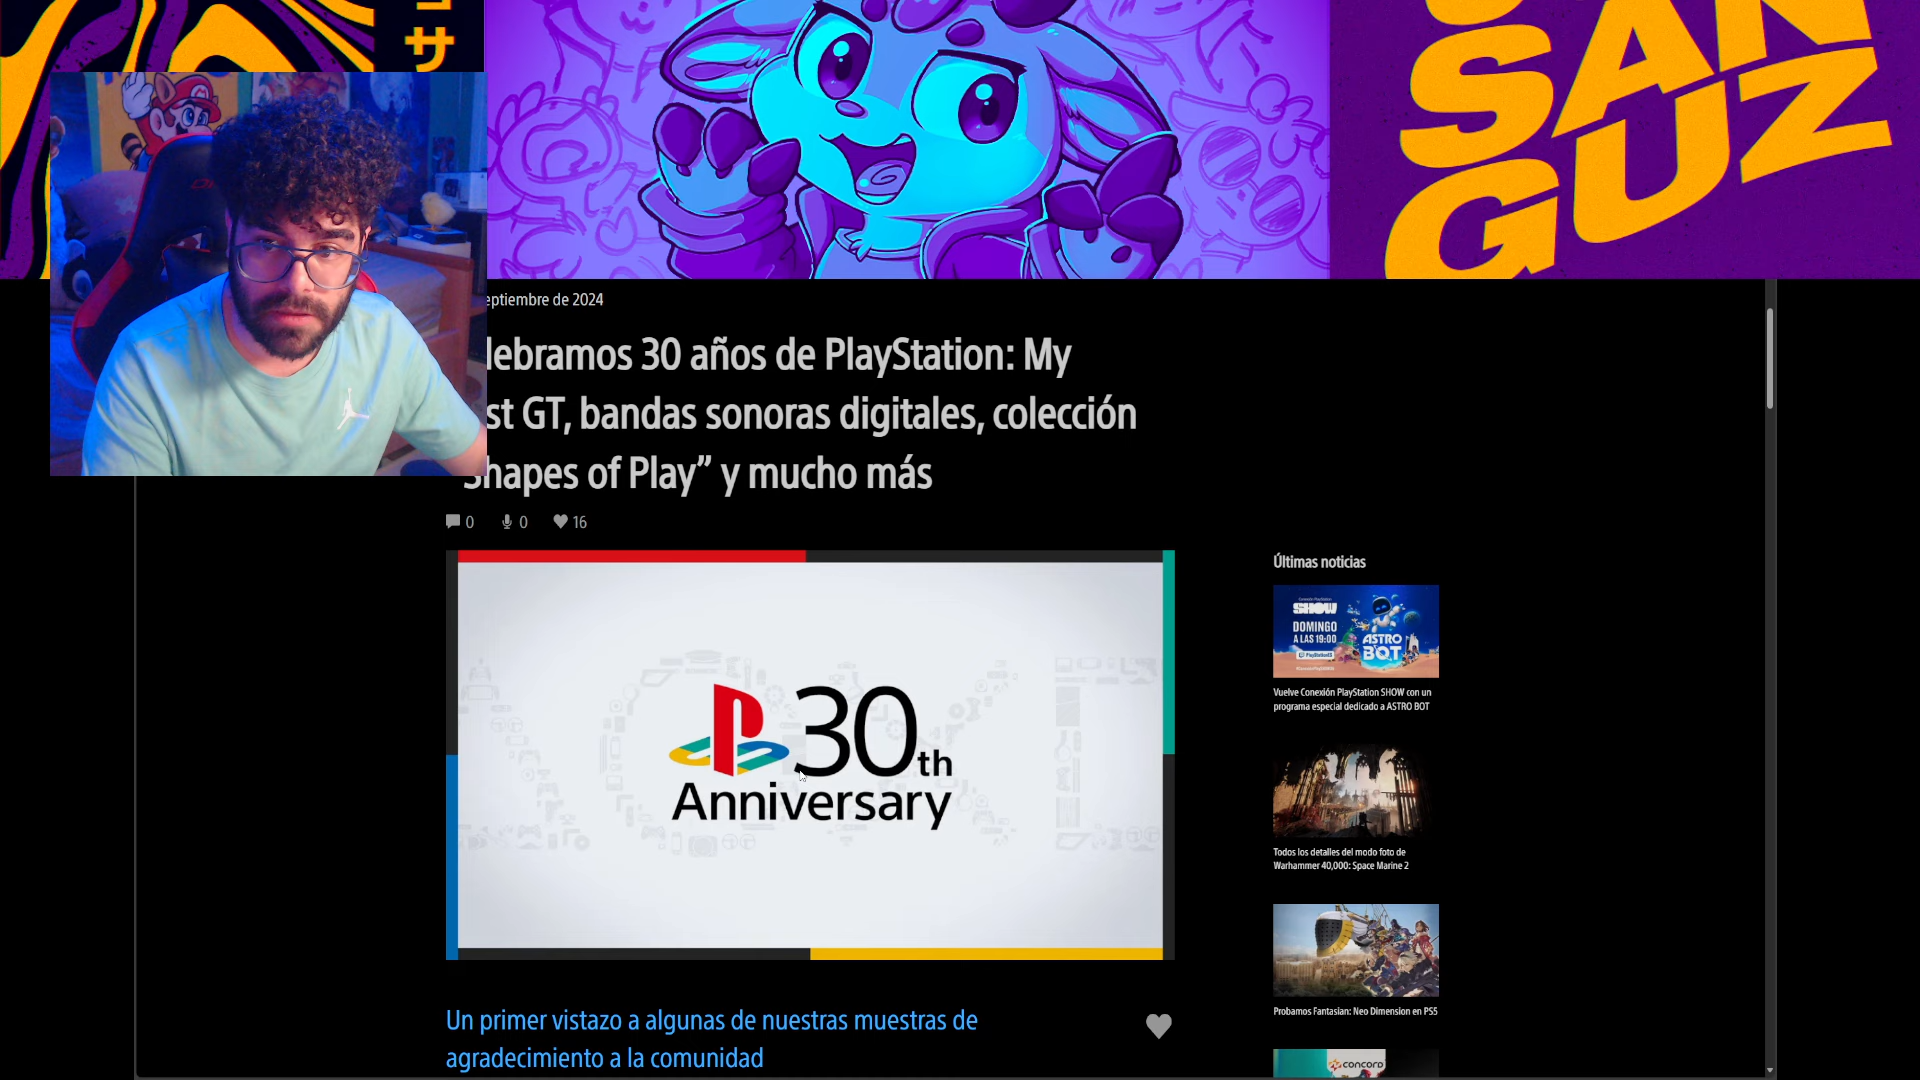 サ
SAN
GUZ
eptiembre de 2024
lebramos 30 años de PlayStation: My
st GT, bandas sonoras digitales, colección
Shapes of Play” y mucho más
0 0 16
30th
Anniversary
Un primer vistazo a algunas de nuestras muestras de
agradecimiento a la comunidad
Últimas noticias
SHOW
DOMINGO
A LAS 19:00
ASTRO
BOT
Vuelve Conexión PlayStation SHOW con un
programa especial dedicado a ASTRO BOT
Todos los detalles del modo foto de
Warhammer 40,000: Space Marine 2
Probamos Fantasian: Neo Dimension en PS5
CONCORD